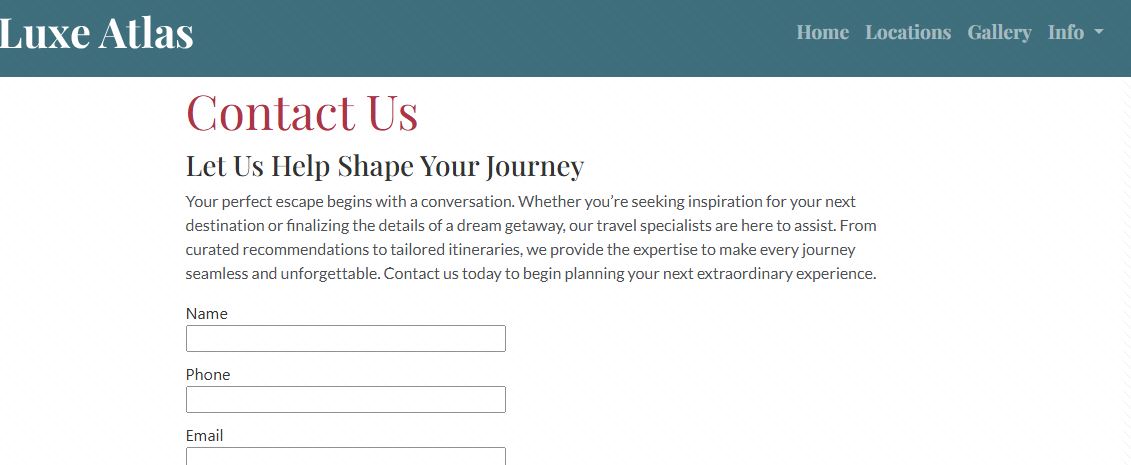 Luxe Atlas
Home Locations Gallery Info
Contact Us
Let Us Help Shape Your Journey
Your perfect escape begins with a conversation. Whether you’re seeking inspiration for your next
destination or finalizing the details of a dream getaway, our travel specialists are here to assist. From
curated recommendations to tailored itineraries, we provide the expertise to make every journey
seamless and unforgettable. Contact us today to begin planning your next extraordinary experience.
Name
Phone
Email